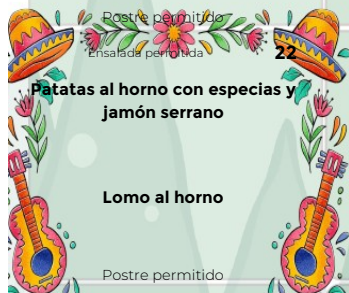 Postre permitido
Ensalada permitida 22
Patatas al horno con especias y
jamón serrano
Lomo al horno
Postre permitido